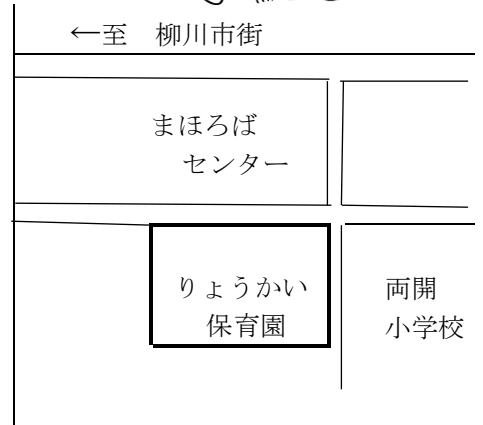 ←至　柳川市街
まほろば
センター
りょうかい
保育園
両開
小学校